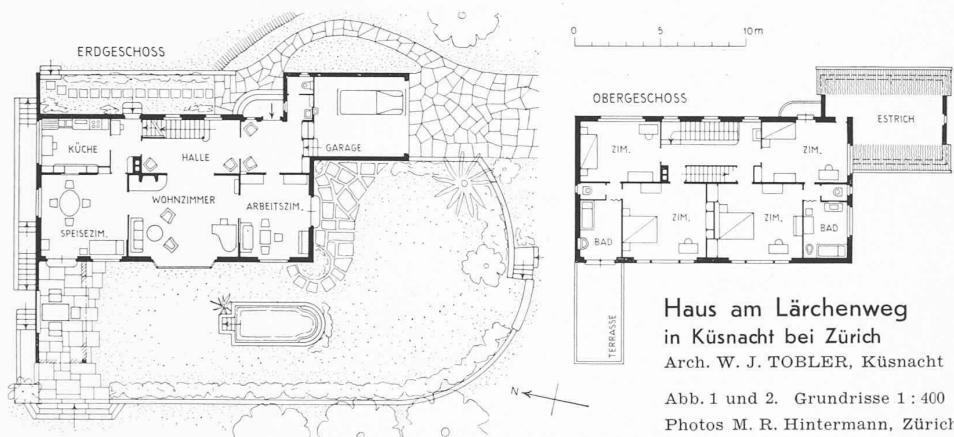 ERDGESCHOSS
KÜCHE
HALLE
GARAGE
WOHNZIMMER
ARBEITSZIM.
SPEISEZIM.
N
0 5 10m
OBERGESCHOSS
ESTRICH
ZIM.
ZIM.
ZIM.
ZIM.
BAD
BAD
TERRASSE
Haus am Lärchenweg
in Küsnacht bei Zürich
Arch. W. J. TOBLER, Küsnacht
Abb. 1 und 2. Grundrisse 1 : 400
Photos M. R. Hintermann, Zürich